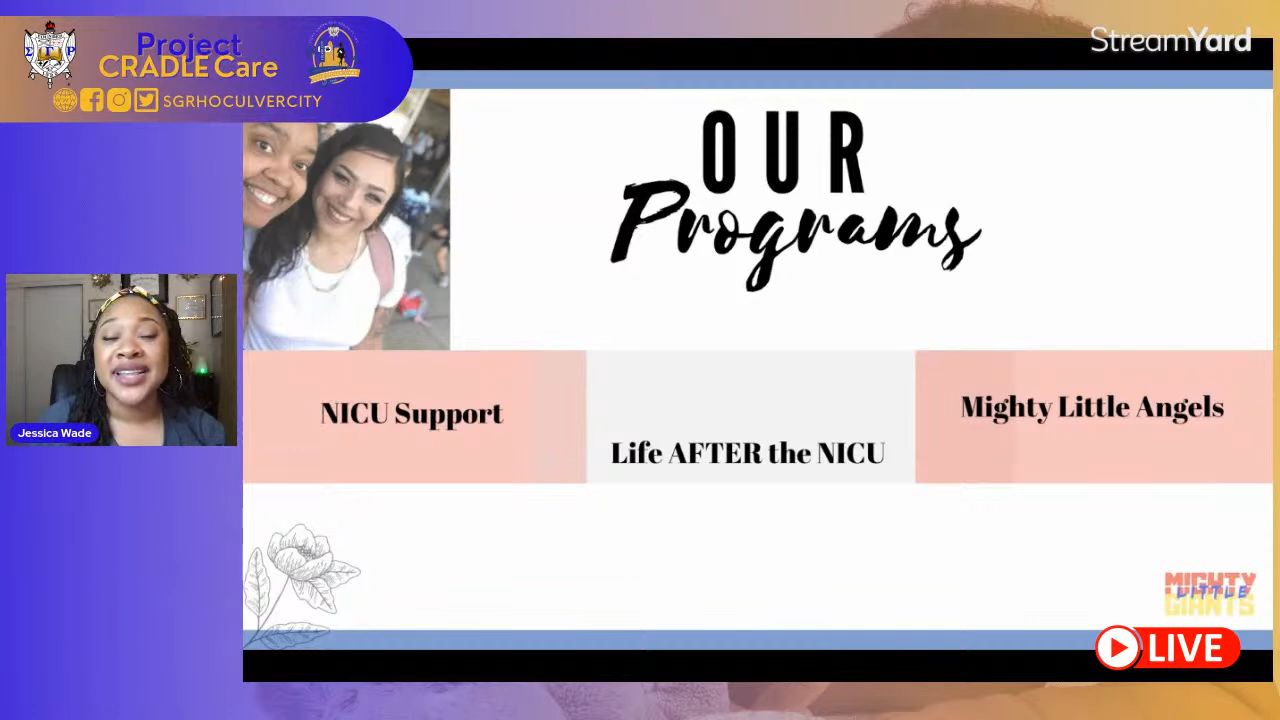 Project
CRADLE Care
SGRHOCULVERCITY
StreamYard
OUR
Programs
NICU Support
Life AFTER the NICU
Mighty Little Angels
Jessica Wade
MIGHTY
LITTLE
GIANTS
LIVE